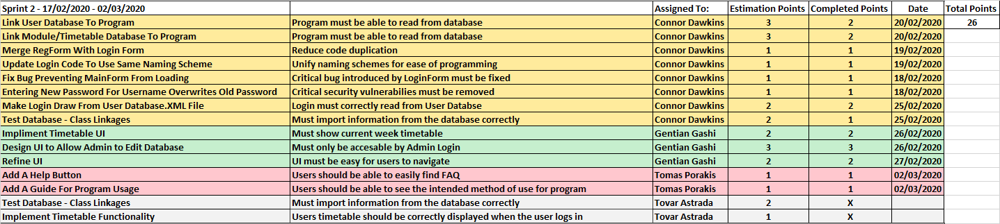 Sprint 2 - 17/02/2020 - 02/03/2020 Assigned To: Estimation Points Completed Points Date Total Points
Link User Database To Program Program must be able to read from database Connor Dawkins 3 2 20/02/2020 26
Link Module/Timetable Database To Program Program must be able to read from database Connor Dawkins 3 2 20/02/2020
Merge RegForm With Login Form Reduce code duplication Connor Dawkins 1 1 19/02/2020
Update Login Code To Use Same Naming Scheme Unify naming schemes for ease of programming Connor Dawkins 1 1 19/02/2020
Fix Bug Preventing MainForm From Loading Critical bug introduced by LoginForm must be fixed Connor Dawkins 1 1 18/02/2020
Entering New Password For Username Overwrites Old Password Critical security vulnerabilies must be removed Connor Dawkins 1 1 18/02/2020
Make Login Draw From User Database.XML File Login must correctly read from User Databse Connor Dawkins 2 2 25/02/2020
Test Database - Class Linkages Must import information from the database correctly Connor Dawkins 2 1 25/02/2020
Impliment Timetable UI Must show current week timetable Gentian Gashi 2 2 26/02/2020
Design UI to Allow Admin to Edit Database Must only be accesable by Admin Login Gentian Gashi 3 3 26/02/2020
Refine UI UI must be easy for users to navigate Gentian Gashi 2 2 27/02/2020
Add A Help Button Users should be able to easily find FAQ Tomas Porakis 1 1 02/03/2020
Add A Guide For Program Usage Users should be able to see the intended method of use for program Tomas Porakis 1 1 02/03/2020
Test Database - Class Linkages Must import information from the database correctly Tovar Astrada 2 X
Implement Timetable Functionality Users timetable should be correctly displayed when the user logs in Tovar Astrada 1 X